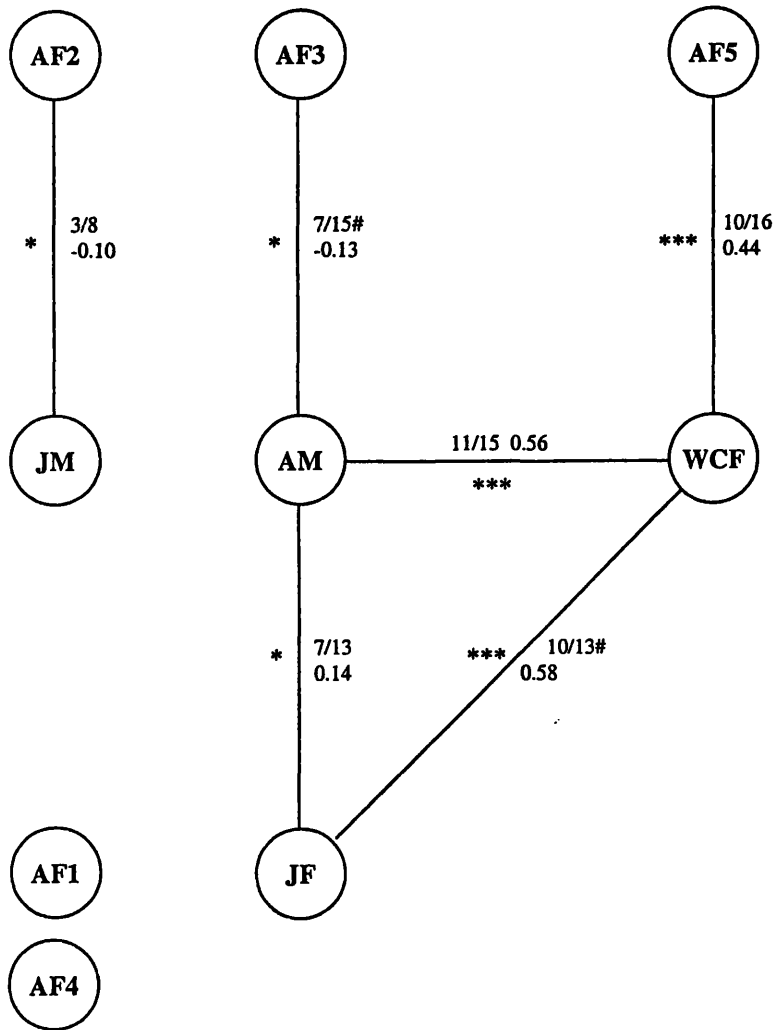 AF2
AF3
AF5
*
3/8
-0.10
*
7/15#
-0.13
***
10/16
0.44
JM
AM
11/15 0.56
***
WCF
*
7/13
0.14
***
10/13#
0.58
AF1
JF
AF4